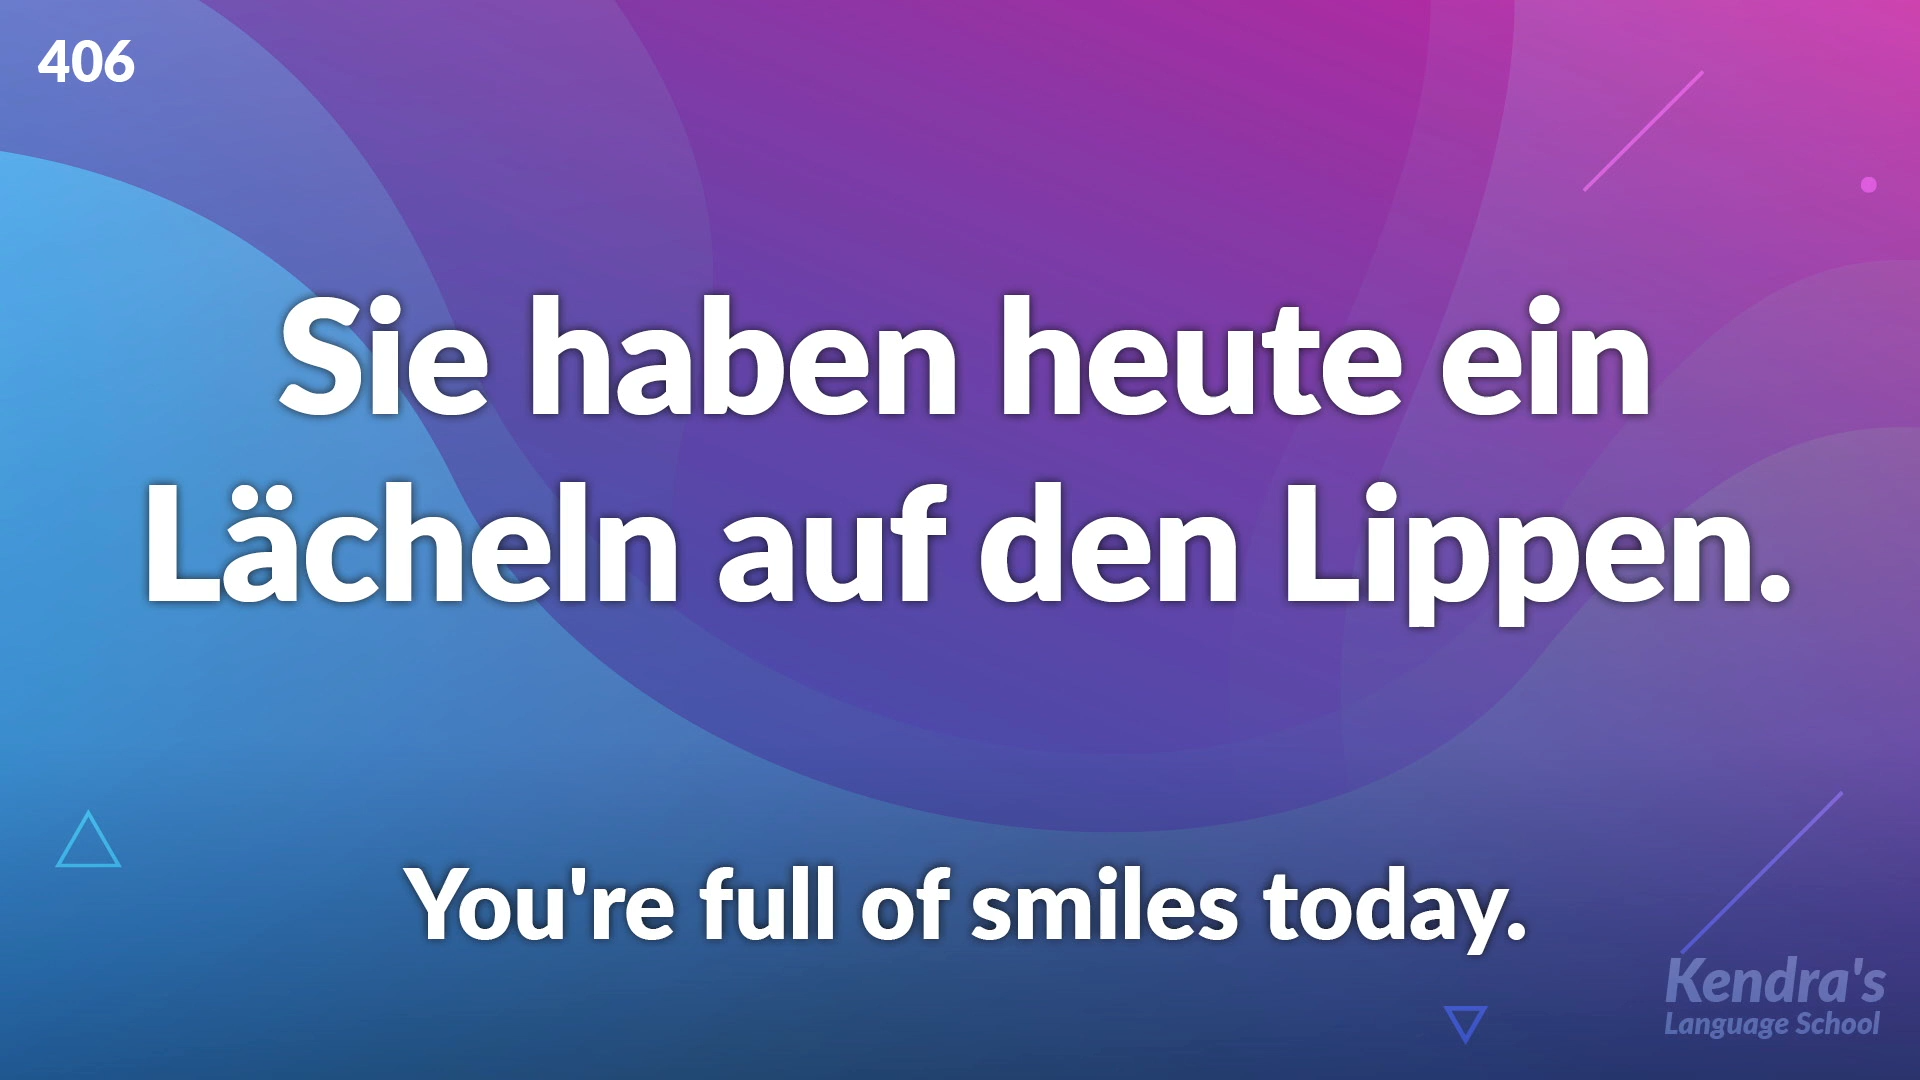 406
Sie haben heute ein
Lächeln auf den Lippen.
You're full of smiles today.
Kendra's
Language School